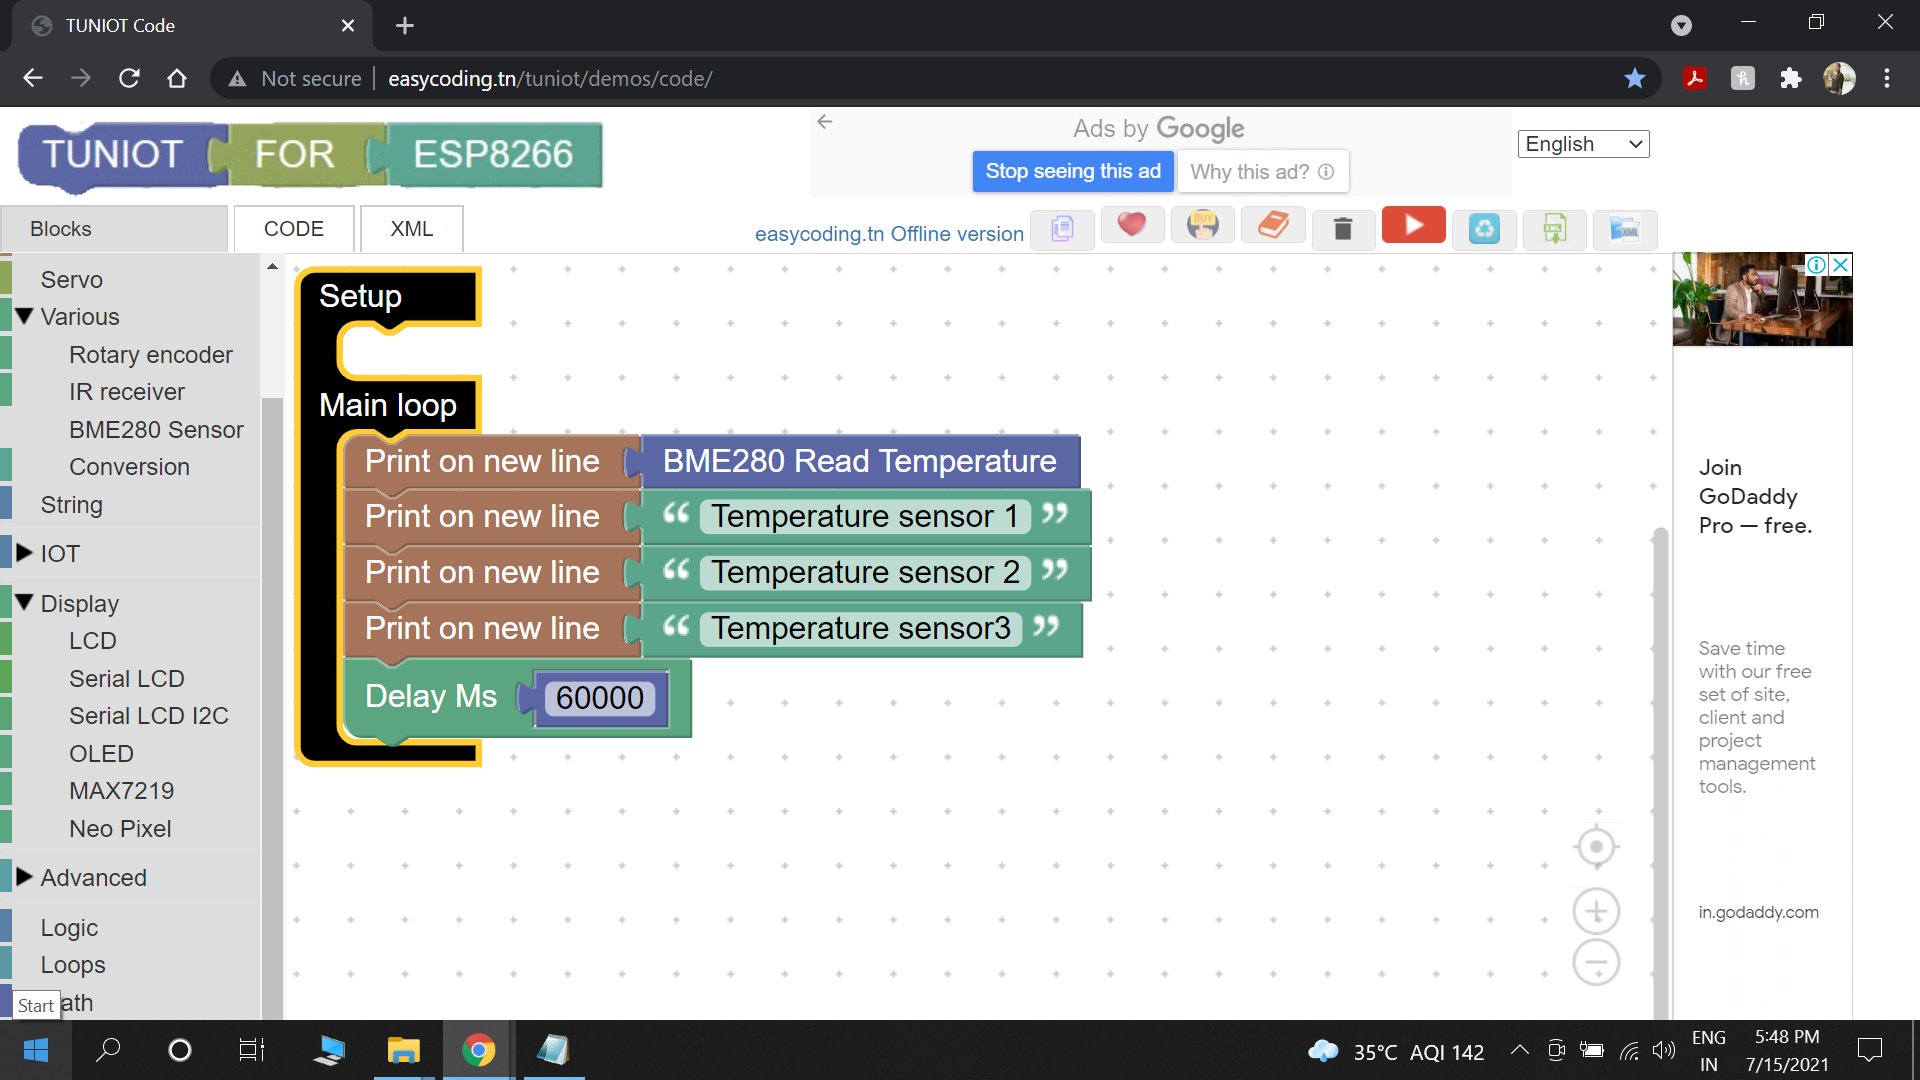 TUNIOT Code
Not secure easycoding.tn/tuniot/demos/code/
TUNIOT FOR ESP8266
Ads by Google
Stop seeing this ad
Why this ad?
English
Blocks
CODE
XML
easycoding.tn Offline version
BUY
XML
XML
Servo
Various
Rotary encoder
IR receiver
BME280 Sensor
Conversion
String
IOT
Display
LCD
Serial LCD
Serial LCD I2C
OLED
MAX7219
Neo Pixel
Advanced
Logic
Loops
ath
Start
Setup
Main loop
Print on new line BME280 Read Temperature
Print on new line “ Temperature sensor 1 ”
Print on new line “ Temperature sensor 2 ”
Print on new line “ Temperature sensor3 ”
Delay Ms 60000
Join
GoDaddy
Pro — free.
Save time
with our free
set of site,
client and
project
management
tools.
in.godaddy.com
35°C AQI 142
ENG
IN
5:48 PM
7/15/2021